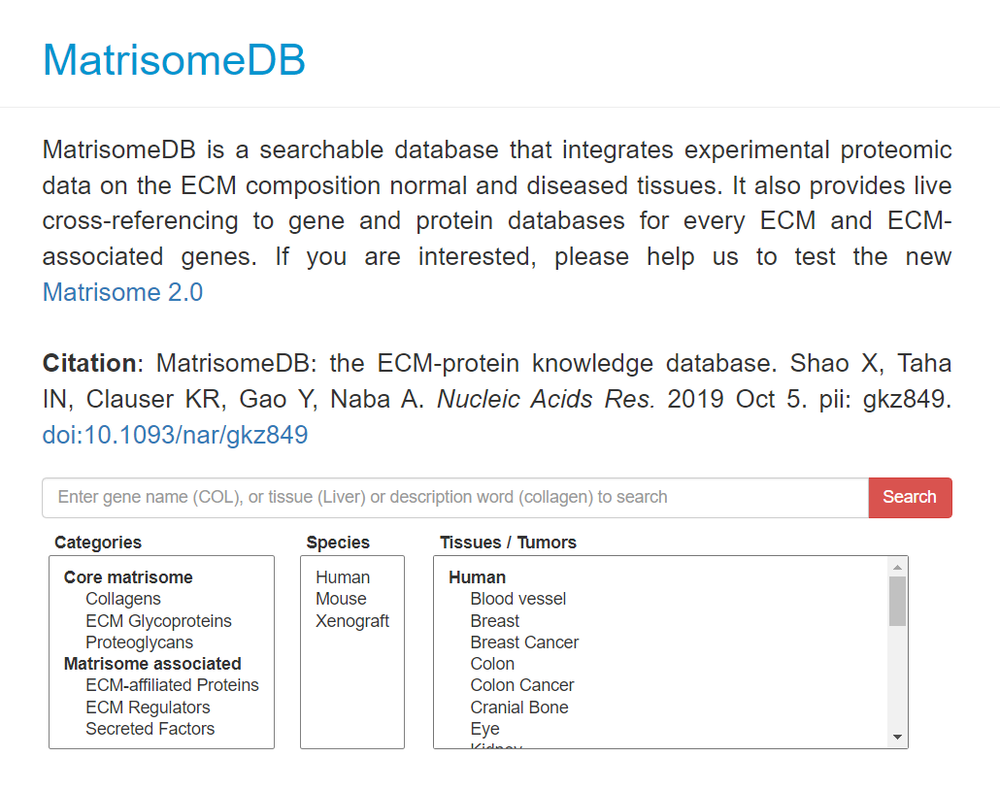 MatrisomeDB
MatrisomeDB is a searchable database that integrates experimental proteomic
data on the ECM composition normal and diseased tissues. It also provides live
cross-referencing to gene and protein databases for every ECM and ECM-
associated genes. If you are interested, please help us to test the new
Matrisome 2.0
Citation: MatrisomeDB: the ECM-protein knowledge database. Shao X, Taha
IN, Clauser KR, Gao Y, Naba A. Nucleic Acids Res. 2019 Oct 5. pii: gkz849.
doi:10.1093/nar/gkz849
Enter gene name (COL), or tissue (Liver) or description word (collagen) to search
Search
Categories
Core matrisome
Collagens
ECM Glycoproteins
Proteoglycans
Matrisome associated
ECM-affiliated Proteins
ECM Regulators
Secreted Factors
Species
Human
Mouse
Xenograft
Tissues / Tumors
Human
Blood vessel
Breast
Breast Cancer
Colon
Colon Cancer
Cranial Bone
Eye
Kidney